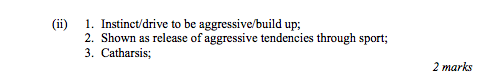 (ii) 1. Instinct/drive to be aggressive/build up;
2. Shown as release of aggressive tendencies through sport;
3. Catharsis;
2 marks